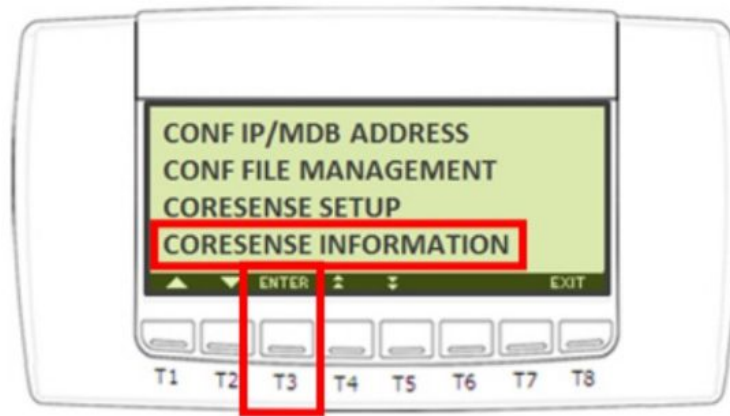 CONF IP/MDB ADDRESS
CONF FILE MANAGEMENT
CORESENSE SETUP
CORESENSE INFORMATION
ENTER EXIT
T1 T2 T3 T4 T5 T6 T7 T8